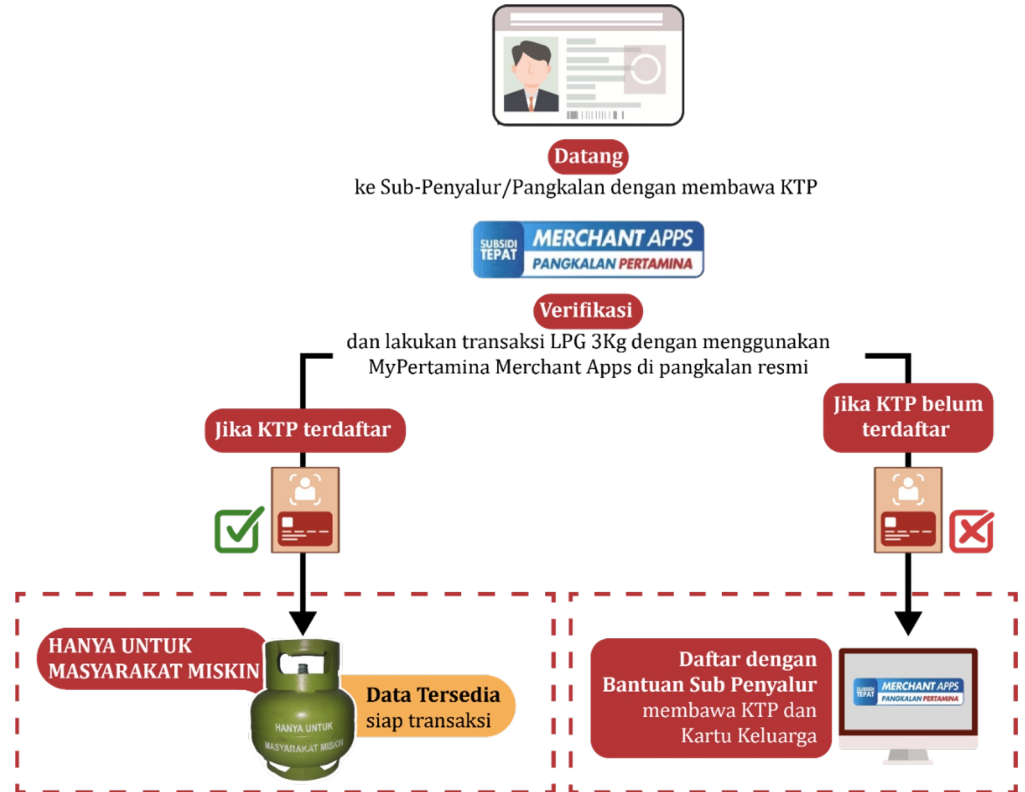 Datang
ke Sub-Penyalur/Pangkalan dengan membawa KTP
SUBSIDI
TEPAT
MERCHANT APPS
PANGKALAN PERTAMINA
Verifikasi
dan lakukan transaksi LPG 3Kg dengan menggunakan
MyPertamina Merchant Apps di pangkalan resmi
Jika KTP terdaftar
Jika KTP belum
terdaftar
HANYA UNTUK
MASYARAKAT MISKIN
HANYA UNTUK
MASYARAKAT MISKIN
Data Tersedia
siap transaksi
Daftar dengan
Bantuan Sub Penyalur
membawa KTP dan
Kartu Keluarga
SUBSIDI
TEPAT
MERCHANT APPS
PANGKALAN PERTAMINA